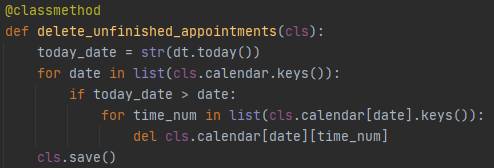 @classmethod
def delete_unfinished_appointments(cls):
    today_date = str(dt.today())
    for date in list(cls.calendar.keys()):
        if today_date > date:
            for time_num in list(cls.calendar[date].keys()):
                del cls.calendar[date][time_num]
    cls.save()